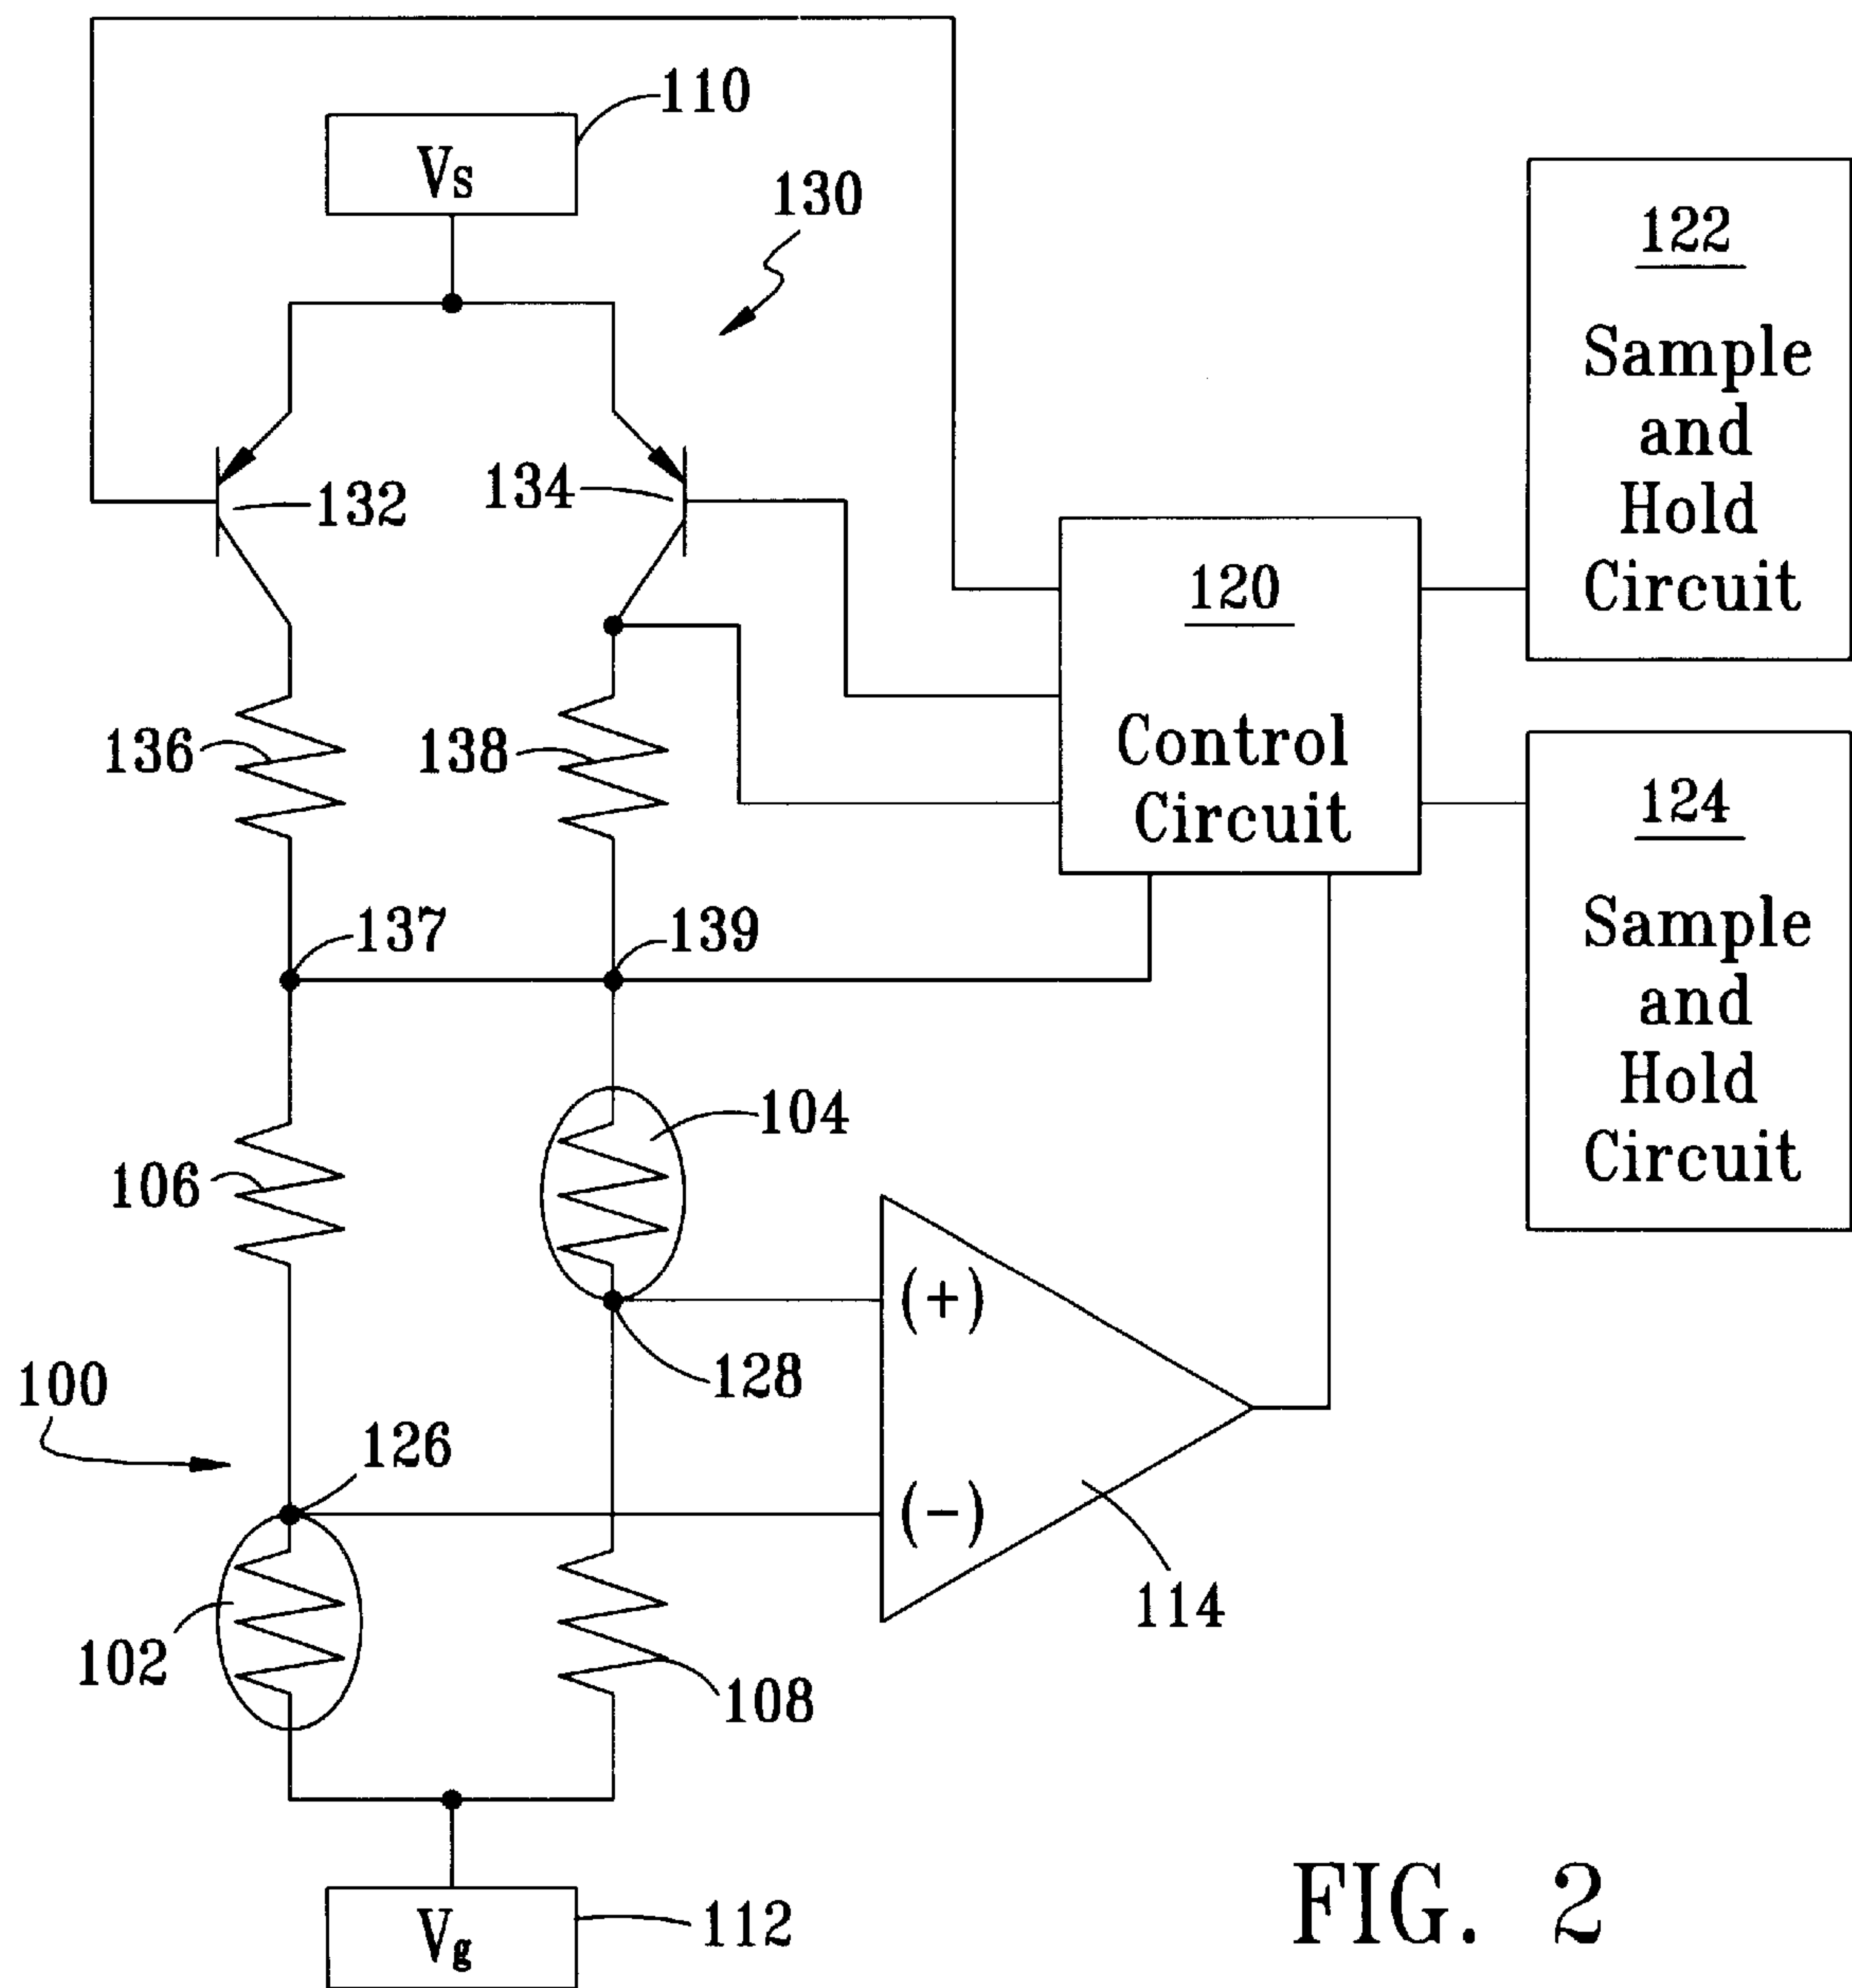 110
Vs
130
122
Sample
and
Hold
Circuit
132
134
120
Control
Circuit
136
138
124
Sample
and
Hold
Circuit
137
139
104
106
(+)
128
100
126
(-)
114
102
108
Vg
112
FIG. 2